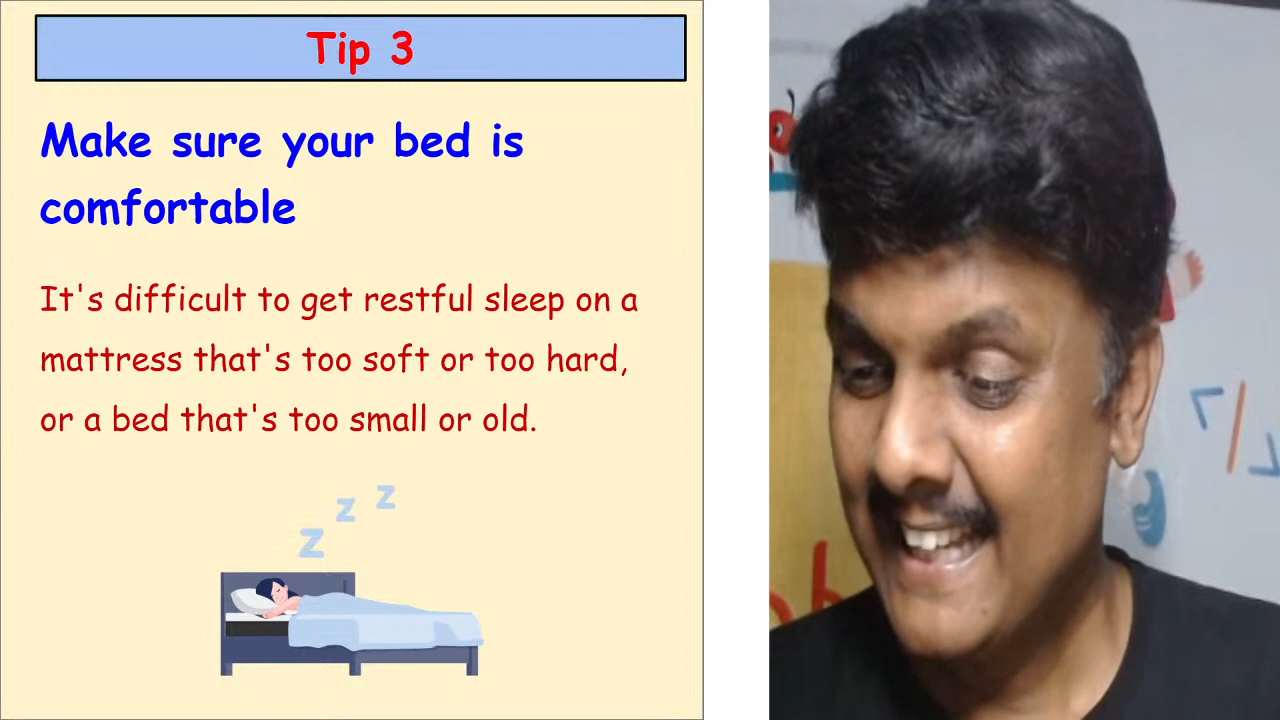 Tip 3
Make sure your bed is
comfortable
It's difficult to get restful sleep on a
mattress that's too soft or too hard,
or a bed that's too small or old.
z z
z